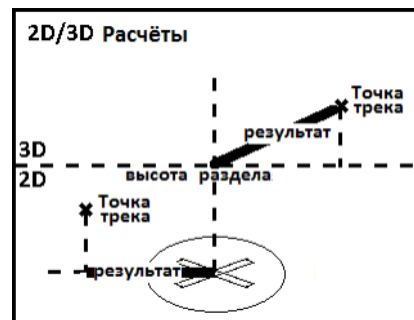 2D/3D Расчёты
Точка
трека
результат
3D
высота раздела
2D
Точка
трека
результат